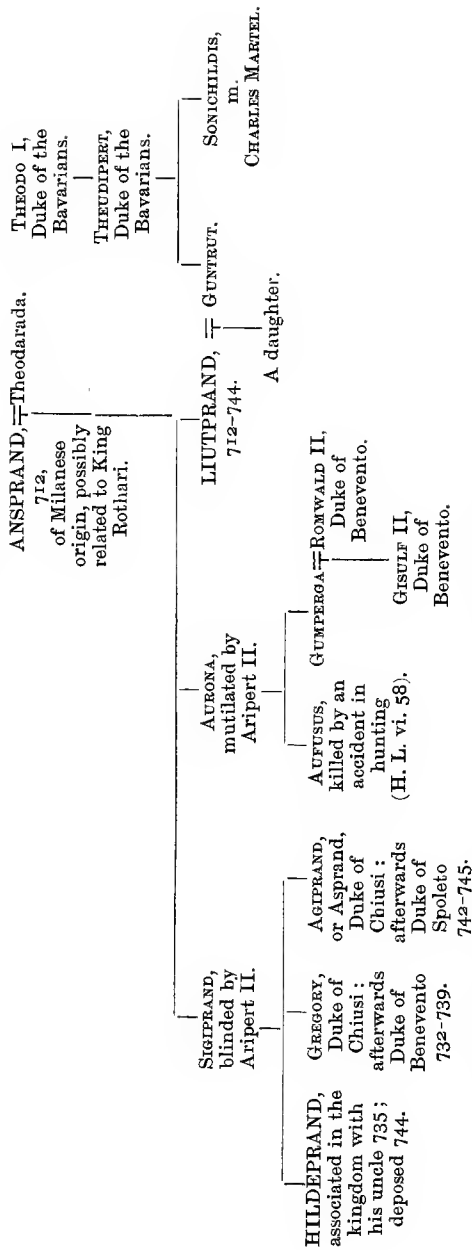 THEODO I,
Duke of the
Bavarians.
THEUDIPERT,
Duke of the
Bavarians.
SONICHILDIS,
m.
CHARLES MARTEL.
ANSPRAND,=Theodarada.
712,
of Milanese
origin, possibly
related to King
Rothari.
LIUTPRAND, = GUNTRUT.
712–744.
A daughter.
SIGIPRAND,
blinded by
Aripert II.
AURONA,
mutilated by
Aripert II.
HILDEPRAND,
associated in the
kingdom with
his uncle 735;
deposed 744.
GREGORY,
Duke of
Chiusi:
afterwards
Duke of
Benevento
732–739.
AGIPRAND,
or Asprand,
Duke of
Chiusi:
afterwards
Duke of
Spoleto
742–745.
AUFUSUS,
killed by an
accident in
hunting
(H. L. vi. 58).
GUMPERGA=ROMWALD II,
Duke of
Benevento.
GISULF II,
Duke of
Benevento.